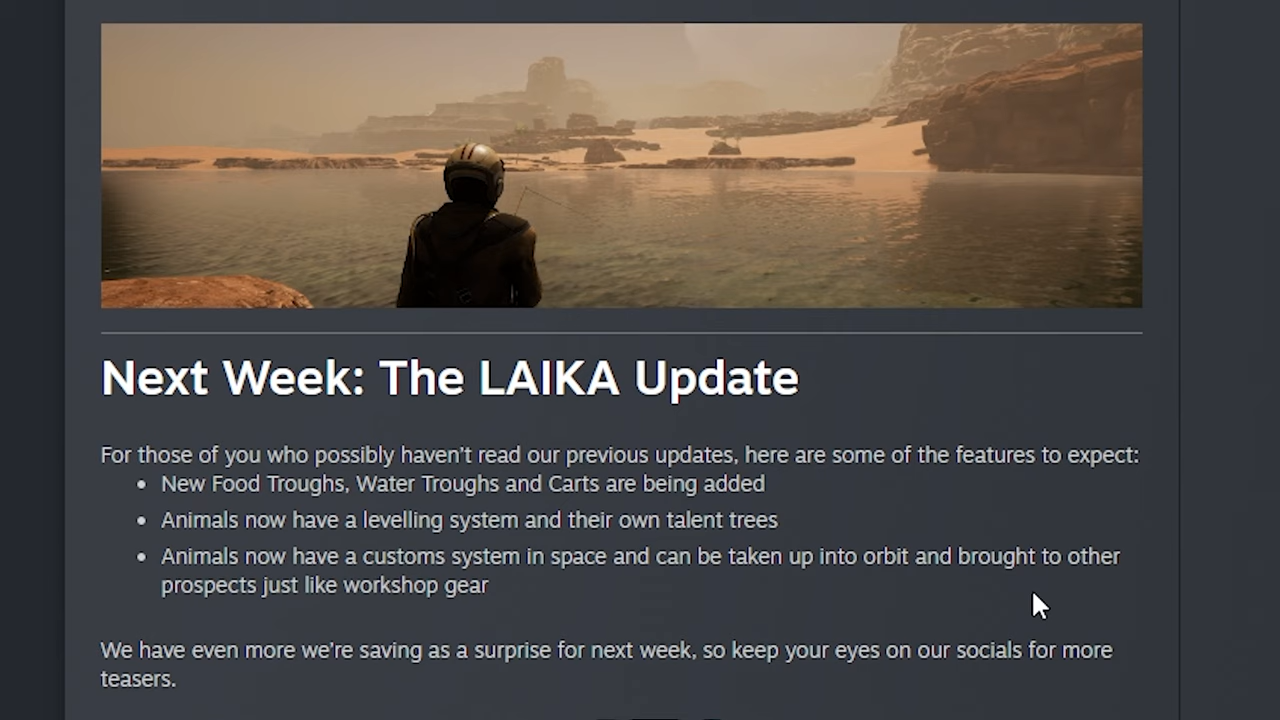 Next Week: The LAIKA Update
For those of you who possibly haven't read our previous updates, here are some of the features to expect:
• New Food Troughs, Water Troughs and Carts are being added
• Animals now have a levelling system and their own talent trees
• Animals now have a customs system in space and can be taken up into orbit and brought to other
prospects just like workshop gear
We have even more we're saving as a surprise for next week, so keep your eyes on our socials for more
teasers.